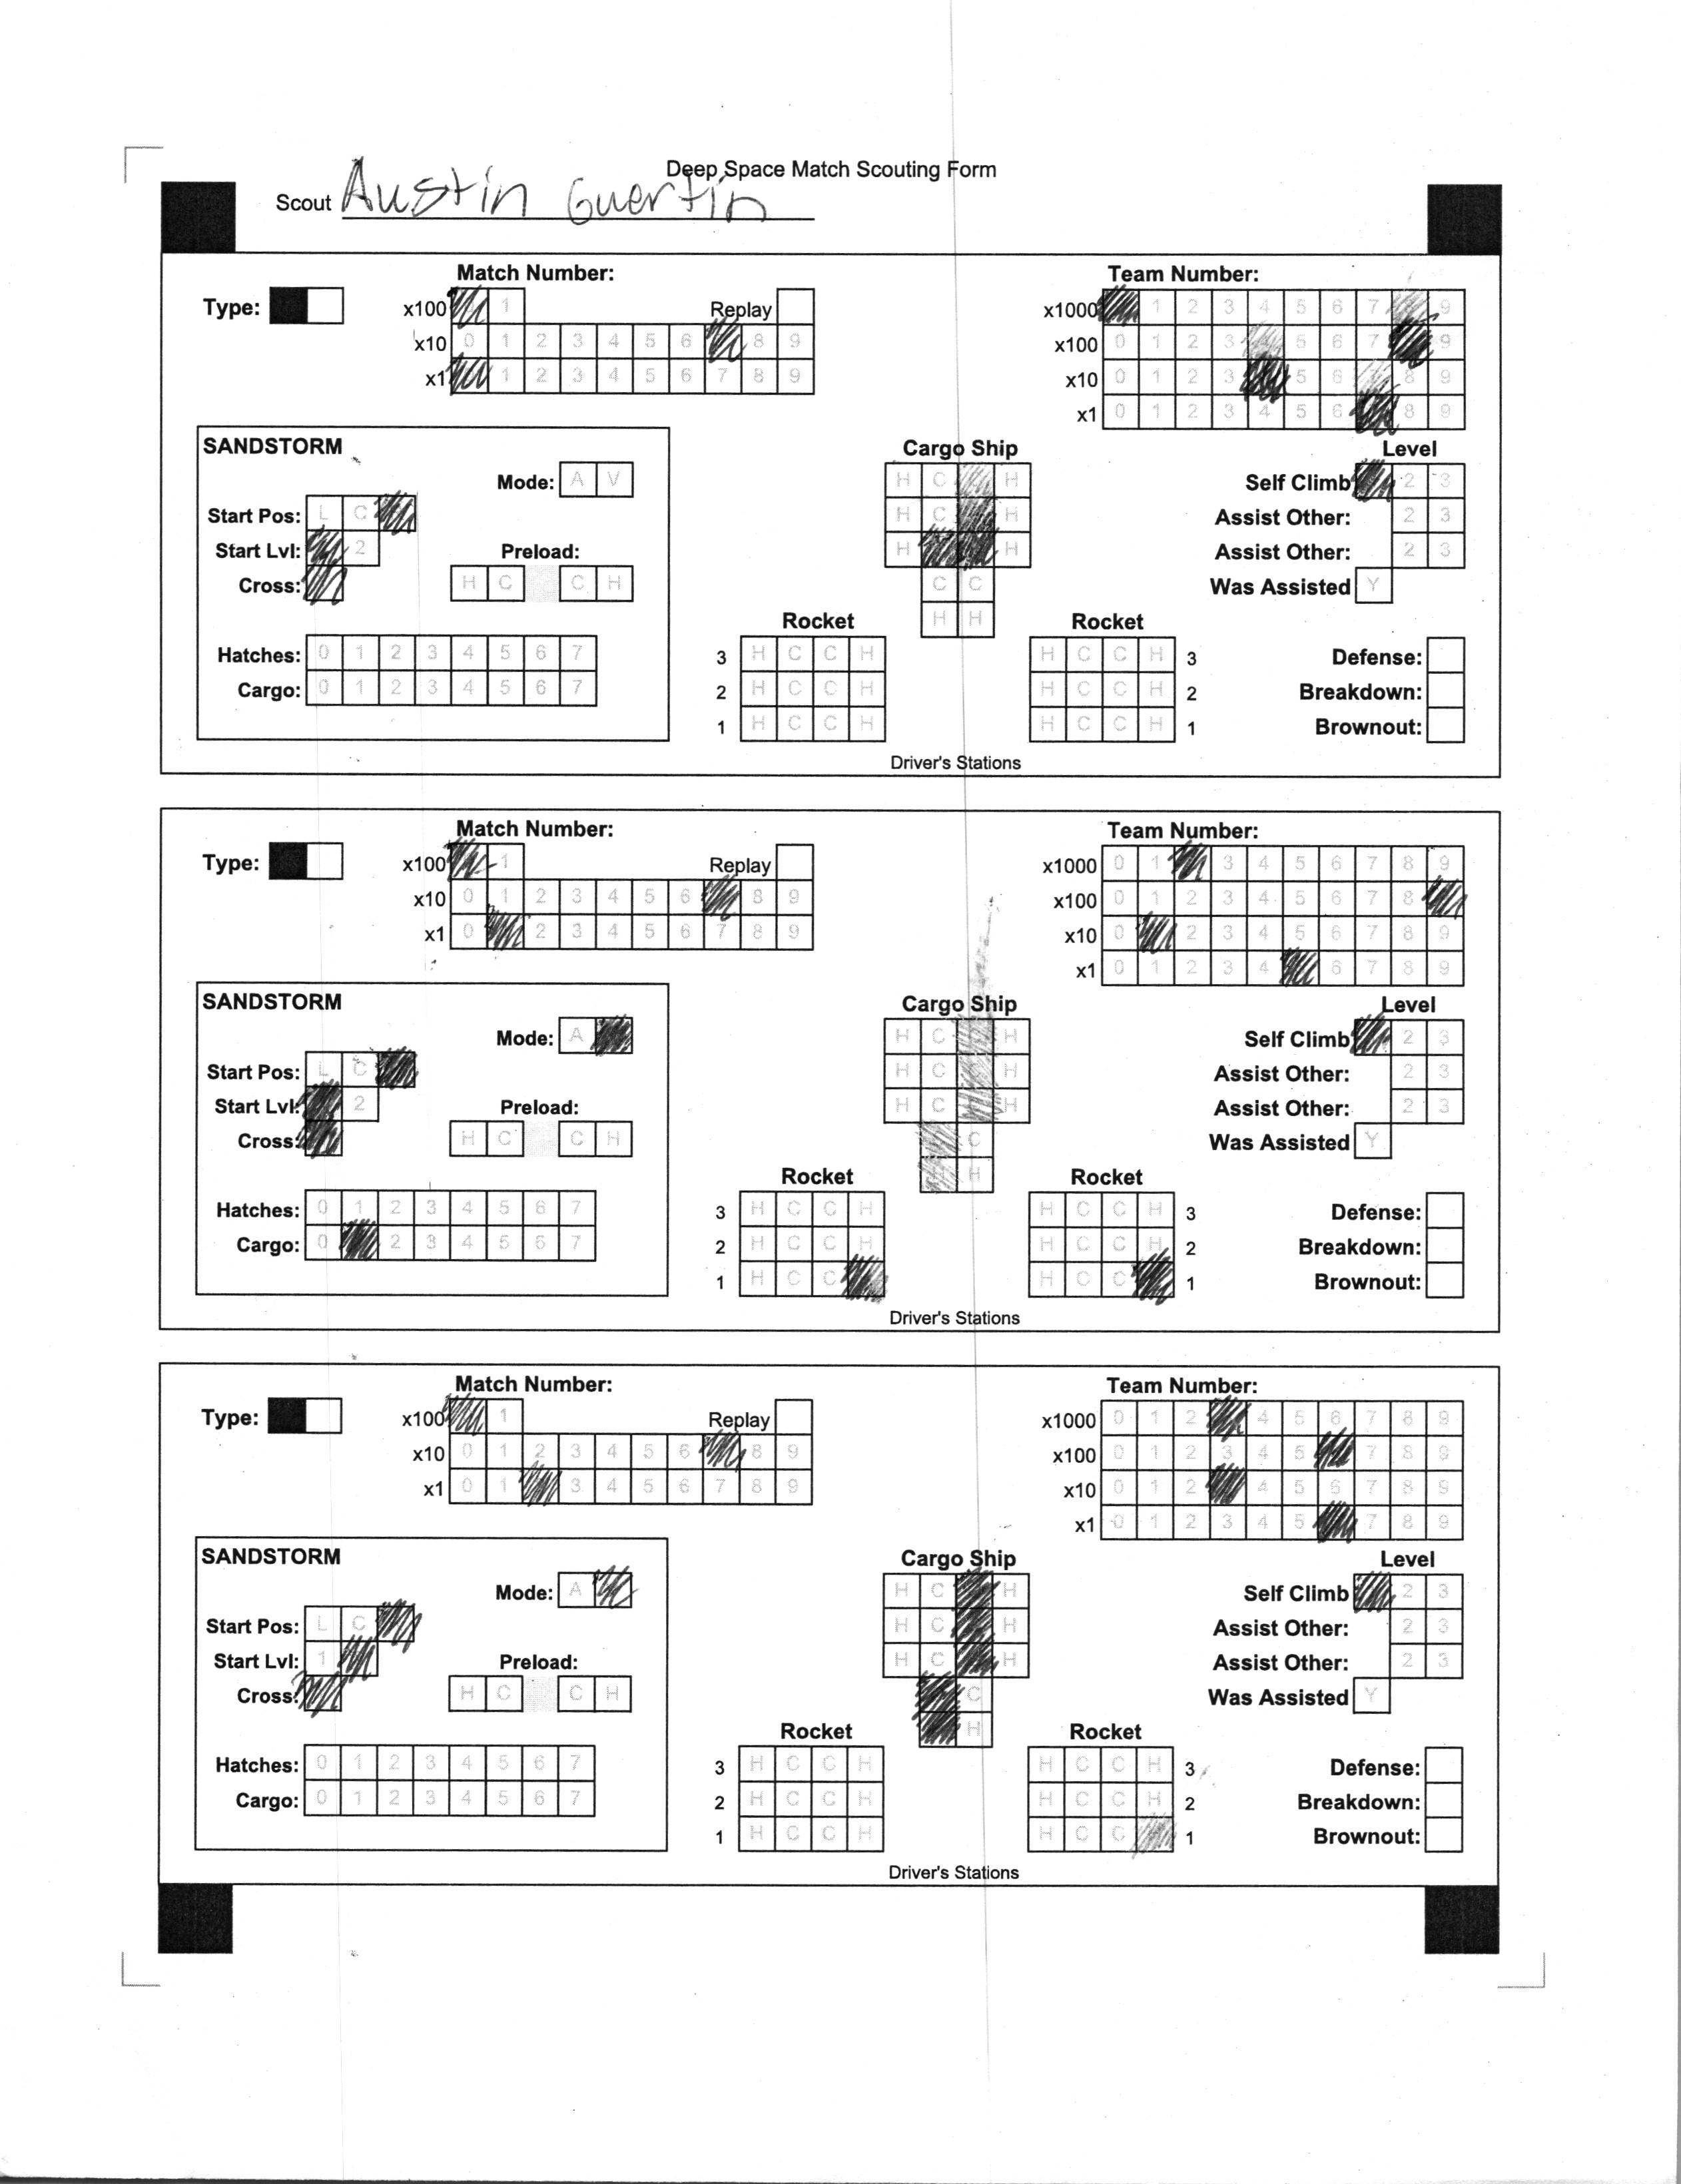 Deep Space Match Scouting Form
Scout Austin Guertin
Match Number:
Team Number:
Type:
x100 1 Replay
x10 0 1 2 3 4 5 6 8 9
x1 1 2 3 4 5 6 7 8 9
x1000 1 2 3 4 5 6 7 9
x100 0 1 2 3 5 6 7 9
x10 0 1 2 3 5 6 8 9
x1 0 1 2 3 4 5 6 8 9
SANDSTORM
Mode: A V
Start Pos: L C
Start Lvl: 2
Preload:
Cross:
H C C H
Hatches: 0 1 2 3 4 5 6 7
Cargo: 0 1 2 3 4 5 6 7
Cargo Ship
H C H
H C H
H H
C C
H H
Rocket
3 H C C H
2 H C C H
1 H C C H
Rocket
H C C H 3
H C C H 2
H C C H 1
Driver's Stations
Level
Self Climb 2 3
Assist Other: 2 3
Assist Other: 2 3
Was Assisted Y
Defense:
Breakdown:
Brownout:
Match Number:
Team Number:
Type:
x100 1 Replay
x10 0 1 2 3 4 5 6 8 9
x1 0 2 3 4 5 6 7 8 9
x1000 0 1 3 4 5 6 7 8 9
x100 0 1 2 3 4 5 6 7 8
x10 0 2 3 4 5 6 7 8 9
x1 0 1 2 3 4 6 7 8 9
SANDSTORM
Mode: A
Start Pos: L C
Start Lvl: 2
Preload:
Cross:
H C C H
Hatches: 0 1 2 3 4 5 6 7
Cargo: 0 2 3 4 5 6 7
Cargo Ship
H C H
H C H
H C H
C
H
Rocket
3 H C C H
2 H C C H
1 H C C
Rocket
H C C H 3
H C C H 2
H C C 1
Driver's Stations
Level
Self Climb 2 3
Assist Other: 2 3
Assist Other: 2 3
Was Assisted Y
Defense:
Breakdown:
Brownout:
Match Number:
Team Number:
Type:
x100 1 Replay
x10 0 1 2 3 4 5 6 8 9
x1 0 1 3 4 5 6 7 8 9
x1000 0 1 2 4 5 6 7 8 9
x100 0 1 2 3 4 5 7 8 9
x10 0 1 2 4 5 6 7 8 9
x1 0 1 2 3 4 5 7 8 9
SANDSTORM
Mode: A
Start Pos: L C
Start Lvl: 1
Preload:
Cross:
H C C H
Hatches: 0 1 2 3 4 5 6 7
Cargo: 0 1 2 3 4 5 6 7
Cargo Ship
H C H
H C H
H C H
C
H
Rocket
3 H C C H
2 H C C H
1 H C C H
Rocket
H C C H 3
H C C H 2
H C C 1
Driver's Stations
Level
Self Climb 2 3
Assist Other: 2 3
Assist Other: 2 3
Was Assisted Y
Defense:
Breakdown:
Brownout: